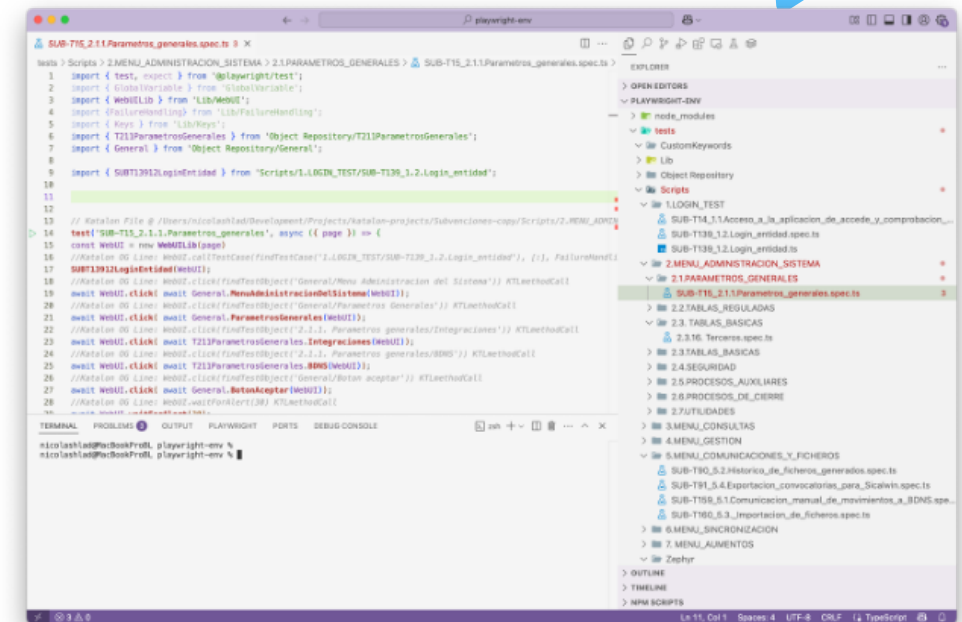 playwright-env
SUB-T15_2.1.1.Parametros_generales.spec.ts 3 ×
tests > Scripts > 2.MENU_ADMINISTRACION_SISTEMA > 2.1.PARAMETROS_GENERALES > SUB-T15_2.1.1.Parametros_generales.spec.ts >
1 import { test, expect } from '@playwright/test';
2 import { GlobalVariable } from 'GlobalVariable';
3 import { WebUILib } from 'Lib/WebUI';
4 import {FailureHandling} from 'Lib/FailureHandling';
5 import { Keys } from 'Lib/Keys';
6 import { T211ParametrosGenerales } from 'Object Repository/T211ParametrosGenerales';
7 import { General } from 'Object Repository/General';
8
9 import { SUBT13912LoginEntidad } from 'Scripts/1.LOGIN_TEST/SUB-T139_1.2.Login_entidad';
10
11
12
13 // Katalon File @ /Users/nicolashlad/Development/Projects/katalon-projects/Subvenciones-copy/Scripts/2.MENU_ADMIN
14 test('SUB-T15_2.1.1.Parametros_generales', async ({ page }) => {
15 const WebUI = new WebUILib(page)
16 //Katalon OG Line: WebUI.callTestCase(findTestCase('1.LOGIN_TEST/SUB-T139_1.2.Login_entidad'), [:], FailureHandli
17 SUBT13912LoginEntidad(WebUI);
18 //Katalon OG Line: WebUI.click(findTestObject('General/Menu Administracion del Sistema')) KTLmethodCall
19 await WebUI.click( await General.MenuAdministracionDelSistema(WebUI));
20 //Katalon OG Line: WebUI.click(findTestObject('General/Parametros Generales')) KTLmethodCall
21 await WebUI.click( await General.ParametrosGenerales(WebUI));
22 //Katalon OG Line: WebUI.click(findTestObject('2.1.1. Parametros generales/Integraciones')) KTLmethodCall
23 await WebUI.click( await T211ParametrosGenerales.Integraciones(WebUI));
24 //Katalon OG Line: WebUI.click(findTestObject('2.1.1. Parametros generales/BDNS')) KTLmethodCall
25 await WebUI.click( await T211ParametrosGenerales.BDNS(WebUI));
26 //Katalon OG Line: WebUI.click(findTestObject('General/Boton aceptar')) KTLmethodCall
27 await WebUI.click( await General.BotonAceptar(WebUI));
28 //Katalon OG Line: WebUI.waitForAlert(30) KTLmethodCall
TERMINAL PROBLEMS 3 OUTPUT PLAYWRIGHT PORTS DEBUG CONSOLE zsh
nicolashlad@MacBookProBL playwright-env %
nicolashlad@MacBookProBL playwright-env %
EXPLORER
OPEN EDITORS
PLAYWRIGHT-ENV
node_modules
tests
CustomKeywords
Lib
Object Repository
Scripts
1.LOGIN_TEST
SUB-T14_1.1.Acceso_a_la_aplicacion_de_accede_y_comprobacion_...
SUB-T139_1.2.Login_entidad.spec.ts
SUB-T139_1.2.Login_entidad.ts
2.MENU_ADMINISTRACION_SISTEMA
2.1.PARAMETROS_GENERALES
SUB-T15_2.1.1.Parametros_generales.spec.ts 3
2.2.TABLAS_REGULADAS
2.3. TABLAS_BASICAS
2.3.16. Terceros.spec.ts
2.3.TABLAS_BASICAS
2.4.SEGURIDAD
2.5.PROCESOS_AUXILIARES
2.6.PROCESOS_DE_CIERRE
2.7.UTILIDADES
3.MENU_CONSULTAS
4.MENU_GESTION
5.MENU_COMUNICACIONES_Y_FICHEROS
SUB-T90_5.2.Historico_de_ficheros_generados.spec.ts
SUB-T91_5.4.Exportacion_convocatorias_para_Sicalwin.spec.ts
SUB-T159_5.1.Comunicacion_manual_de_movimientos_a_BDNS.spe...
SUB-T160_5.3._Importacion_de_ficheros.spec.ts
6.MENU_SINCRONIZACION
7. MENU_AUMENTOS
Zephyr
OUTLINE
TIMELINE
NPM SCRIPTS
3 0 Ln 11, Col 1 Spaces: 4 UTF-8 CRLF TypeScript